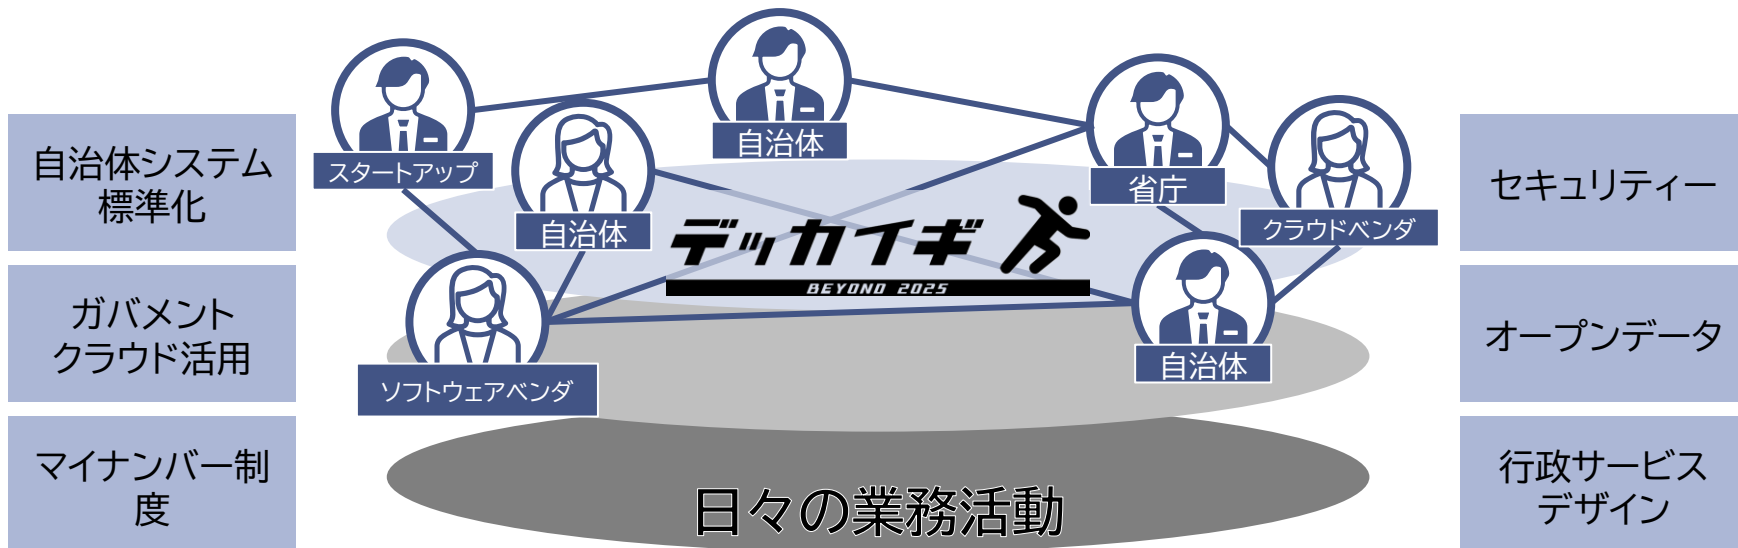 自治体システム
標準化
ガバメント
クラウド活用
マイナンバー制
度
スタートアップ
自治体
自治体
省庁
クラウドベンダ
デッカイギ
BEYOND 2025
ソフトウェアベンダ
自治体
日々の業務活動
セキュリティー
オープンデータ
行政サービス
デザイン